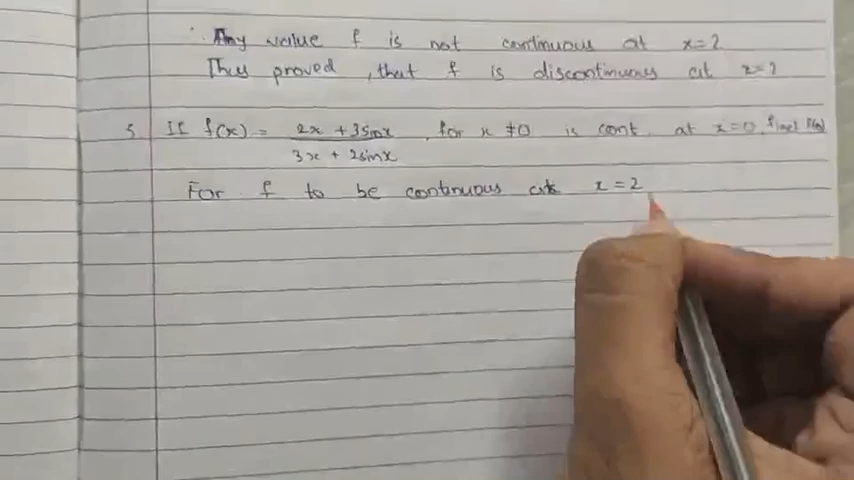 Any value f is not continuous at x=2
Thus proved, that f is discontinuous at x=2
5. If f(x) = 2x + 3sinx / 3x + 2sinx, for x ≠0 is cont. at x=0, find f(0)
For f to be continuous at x=2